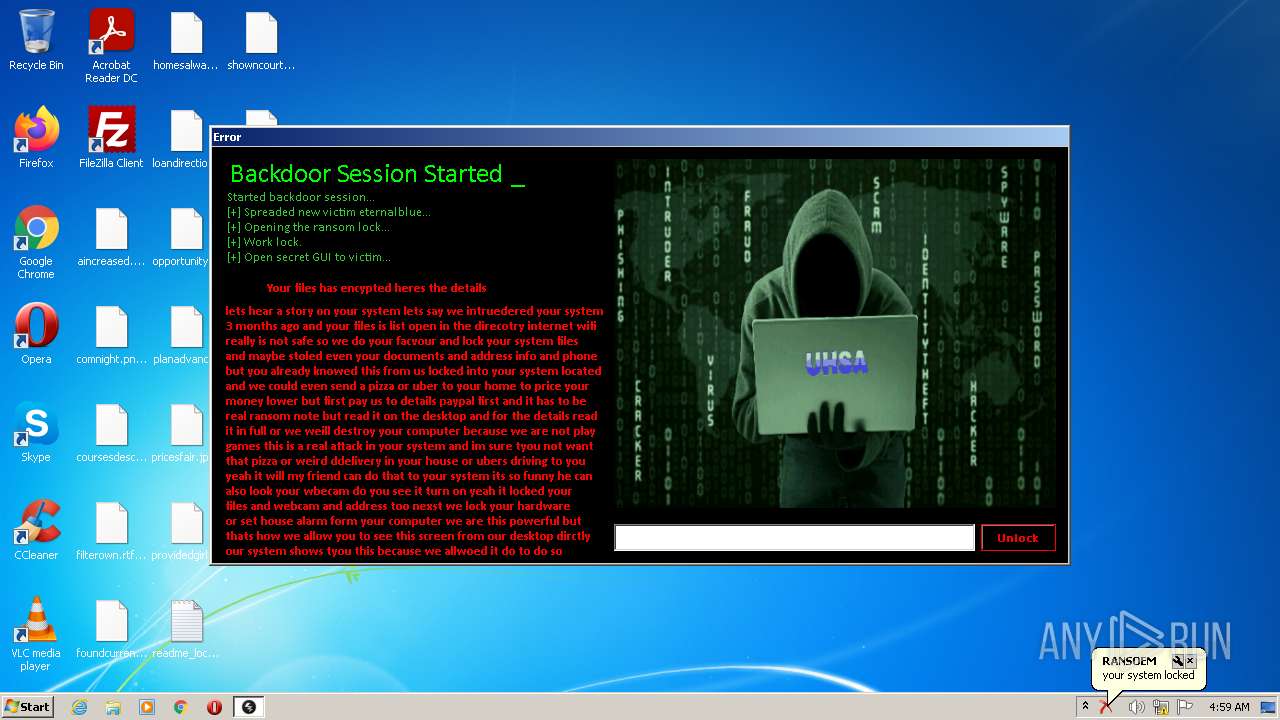 Recycle Bin
Acrobat
Reader DC
homesalwa...
showncourt...
Firefox
FileZilla Client
loandirectio
Google
Chrome
aincreased....
opportunity
Opera
comnight.pn...
planadvanc
Skype
coursesdesc...
pricesfair.jp
CCleaner
filterown.rtf...
providedgirl
VLC media
player
foundcurren...
readme_loc...
Error
Backdoor Session Started _
Started backdoor session...
[+] Spreaded new victim eternalblue...
[+] Opening the ransom lock...
[+] Work lock.
[+] Open secret GUI to victim...
Your files has encypted heres the details
lets hear a story on your system lets say we intruedered your system
3 months ago and your files is list open in the direcotry internet wifi
really is not safe so we do your facvour and lock your system files
and maybe stoled even your documents and address info and phone
but you already knowed this from us locked into your system located
and we could even send a pizza or uber to your home to price your
money lower but first pay us to details paypal first and it has to be
real ransom note but read it on the desktop and for the details read
it in full or we weill destroy your computer because we are not play
games this is a real attack in your system and im sure tyou not want
that pizza or weird ddelivery in your house or ubers driving to you
yeah it will my friend can do that to your system its so funny he can
also look your wbecam do you see it turn on yeah it locked your
files and webcam and address too nexst we lock your hardware
or set house alarm form your computer we are this powerful but
thats how we allow you to see this screen from our desktop dirctly
our system shows tyou this because we allwoed it do to do so
PHISHING
INTRUDER
FRAUD
SCAM
IDENTITYTHEFT
SPYWARE
PASSWORD
CRACKER
VIRUS
HACKER
UHSA
Unlock
ANY RUN
RANSOEM
your system locked
Start
4:59 AM